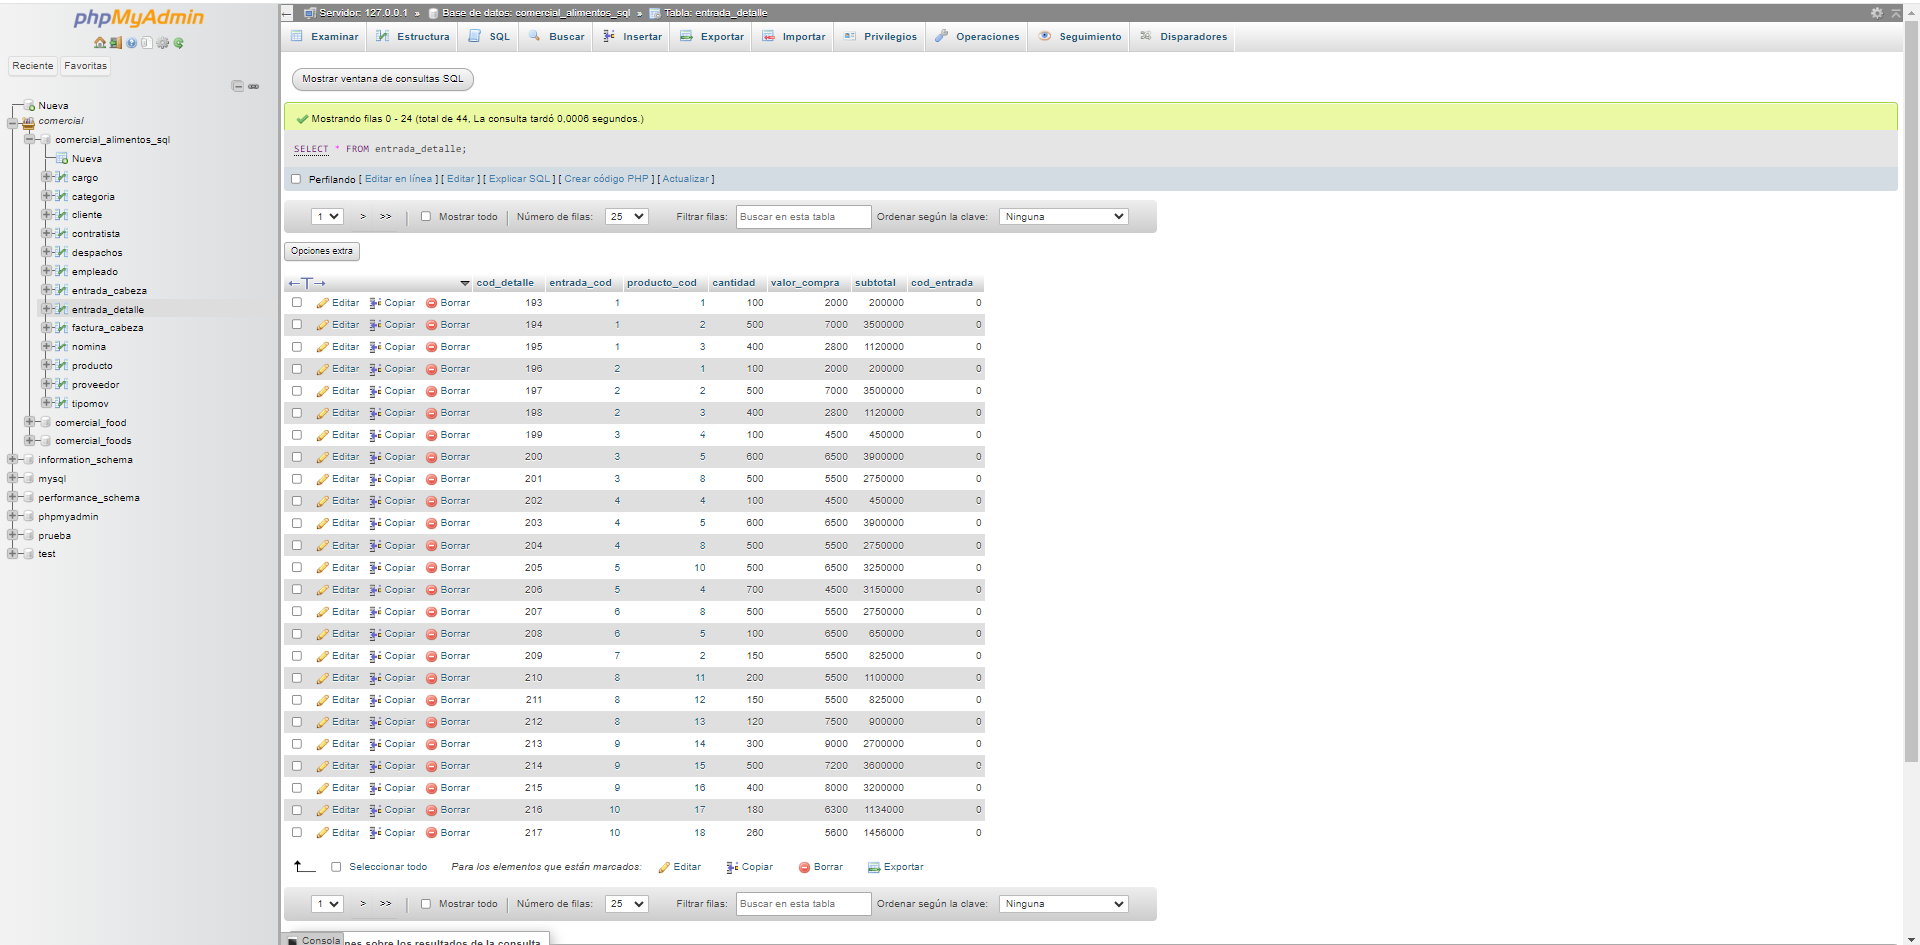 phpMyAdmin
Reciente Favoritas
Nueva
comercial
comercial_alimentos_sql
Nueva
cargo
categoria
cliente
contratista
despachos
empleado
entrada_cabeza
entrada_detalle
factura_cabeza
nomina
producto
proveedor
tipomov
comercial_food
comercial_foods
information_schema
mysql
performance_schema
phpmyadmin
prueba
test
Servidor: 127.0.0.1 » Base de datos: comercial_alimentos_sql » Tabla: entrada_detalle
Examinar Estructura SQL Buscar Insertar Exportar Importar Privilegios Operaciones Seguimiento Disparadores
Mostrar ventana de consultas SQL
Mostrando filas 0 - 24 (total de 44, La consulta tardó 0,0006 segundos.)
SELECT * FROM entrada_detalle;
Perfilando [ Editar en línea ] [ Editar ] [ Explicar SQL ] [ Crear código PHP ] [ Actualizar ]
1 > >> | Mostrar todo | Número de filas: 25 Filtrar filas: Buscar en esta tabla Ordenar según la clave: Ninguna
Opciones extra
←T→ cod_detalle entrada_cod producto_cod cantidad valor_compra subtotal cod_entrada
Editar Copiar Borrar 193 1 1 100 2000 200000 0
Editar Copiar Borrar 194 1 2 500 7000 3500000 0
Editar Copiar Borrar 195 1 3 400 2800 1120000 0
Editar Copiar Borrar 196 2 1 100 2000 200000 0
Editar Copiar Borrar 197 2 2 500 7000 3500000 0
Editar Copiar Borrar 198 2 3 400 2800 1120000 0
Editar Copiar Borrar 199 3 4 100 4500 450000 0
Editar Copiar Borrar 200 3 5 600 6500 3900000 0
Editar Copiar Borrar 201 3 8 500 5500 2750000 0
Editar Copiar Borrar 202 4 4 100 4500 450000 0
Editar Copiar Borrar 203 4 5 600 6500 3900000 0
Editar Copiar Borrar 204 4 8 500 5500 2750000 0
Editar Copiar Borrar 205 5 10 500 6500 3250000 0
Editar Copiar Borrar 206 5 4 700 4500 3150000 0
Editar Copiar Borrar 207 6 8 500 5500 2750000 0
Editar Copiar Borrar 208 6 5 100 6500 650000 0
Editar Copiar Borrar 209 7 2 150 5500 825000 0
Editar Copiar Borrar 210 8 11 200 5500 1100000 0
Editar Copiar Borrar 211 8 12 150 5500 825000 0
Editar Copiar Borrar 212 8 13 120 7500 900000 0
Editar Copiar Borrar 213 9 14 300 9000 2700000 0
Editar Copiar Borrar 214 9 15 500 7200 3600000 0
Editar Copiar Borrar 215 9 16 400 8000 3200000 0
Editar Copiar Borrar 216 10 17 180 6300 1134000 0
Editar Copiar Borrar 217 10 18 260 5600 1456000 0
Seleccionar todo Para los elementos que están marcados: Editar Copiar Borrar Exportar
1 > >> | Mostrar todo | Número de filas: 25 Filtrar filas: Buscar en esta tabla Ordenar según la clave: Ninguna
Consola nes sobre los resultados de la consulta